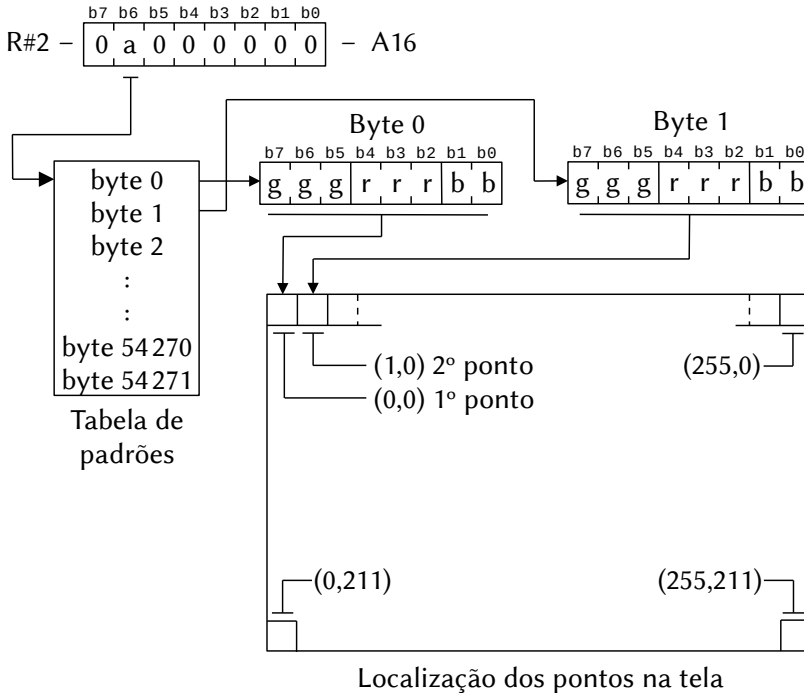 b7 b6 b5 b4 b3 b2 b1 b0
R#2 – 0 a 0 0 0 0 0 0 – A16
Byte 0
b7 b6 b5 b4 b3 b2 b1 b0
g g g r r r b b
Byte 1
b7 b6 b5 b4 b3 b2 b1 b0
g g g r r r b b
byte 0
byte 1
byte 2
:
:
byte 54 270
byte 54 271
Tabela de
padrões
(1,0) 2º ponto
(0,0) 1º ponto
(255,0)
(0,211)
(255,211)
Localização dos pontos na tela